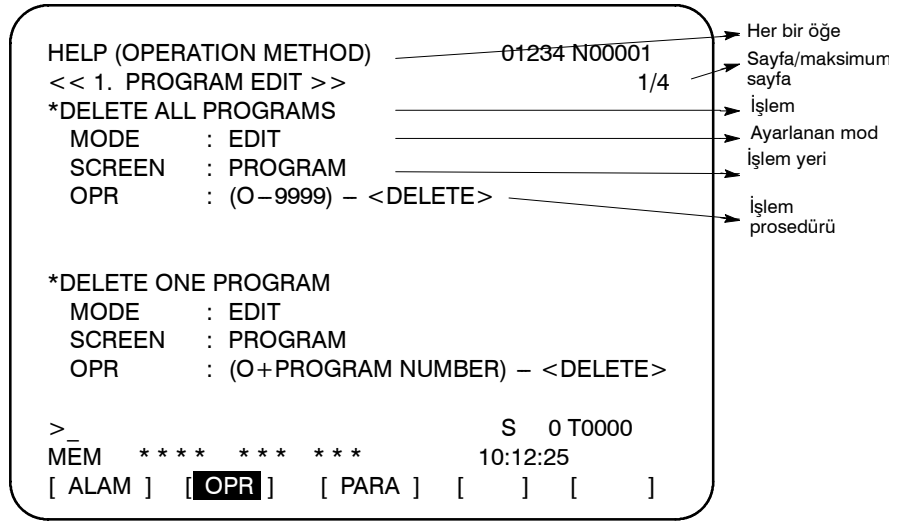 HELP (OPERATION METHOD) 01234 N00001
<< 1. PROGRAM EDIT >> 1/4
*DELETE ALL PROGRAMS
MODE : EDIT
SCREEN : PROGRAM
OPR : (O−9999) − <DELETE>
*DELETE ONE PROGRAM
MODE : EDIT
SCREEN : PROGRAM
OPR : (O+PROGRAM NUMBER) − <DELETE>
>_ S 0 T0000
MEM * * * * * * * * * * 10:12:25
[ ALAM ] [ OPR ] [ PARA ] [ ] [ ]
Her bir öğe
Sayfa/maksimum
sayfa
İşlem
Ayarlanan mod
İşlem yeri
İşlem
prosedürü